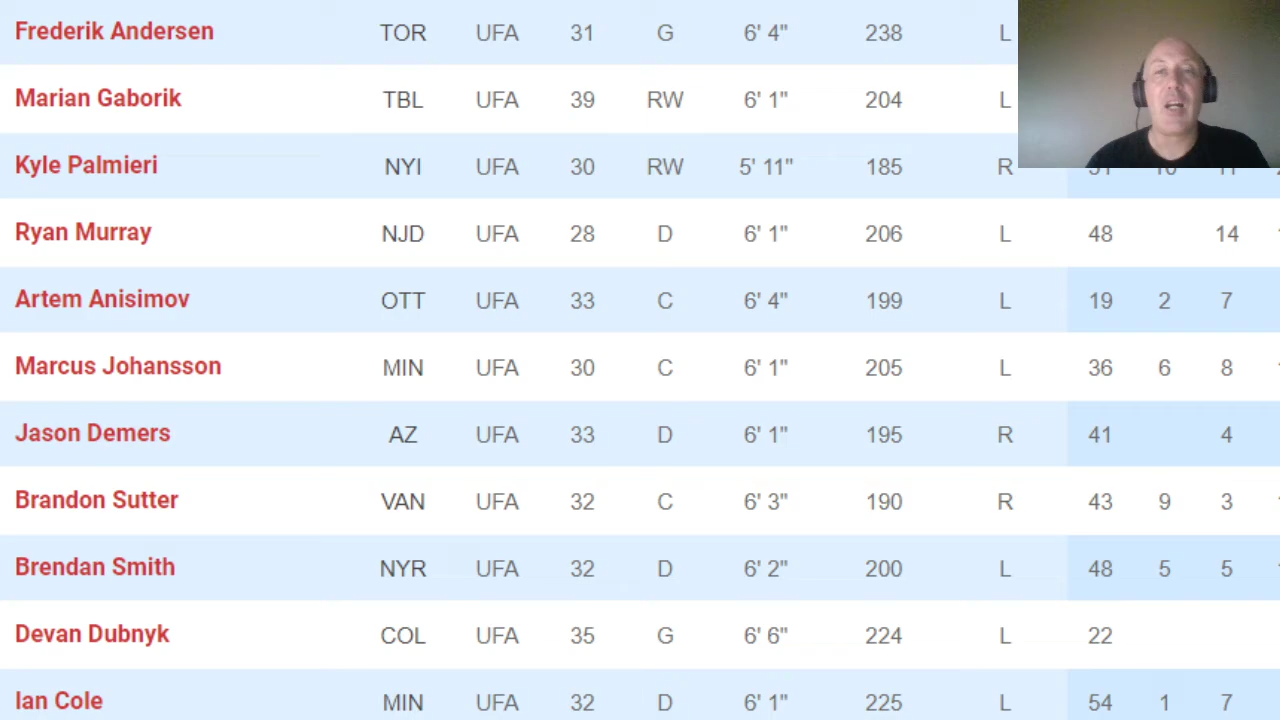 Frederik Andersen TOR UFA 31 G 6' 4" 238 L
Marian Gaborik TBL UFA 39 RW 6' 1" 204 L
Kyle Palmieri NYI UFA 30 RW 5' 11" 185 R
Ryan Murray NJD UFA 28 D 6' 1" 206 L 48 14
Artem Anisimov OTT UFA 33 C 6' 4" 199 L 19 2 7
Marcus Johansson MIN UFA 30 C 6' 1" 205 L 36 6 8
Jason Demers AZ UFA 33 D 6' 1" 195 R 41 4
Brandon Sutter VAN UFA 32 C 6' 3" 190 R 43 9 3
Brendan Smith NYR UFA 32 D 6' 2" 200 L 48 5 5
Devan Dubnyk COL UFA 35 G 6' 6" 224 L 22
Ian Cole MIN UFA 32 D 6' 1" 225 L 54 1 7